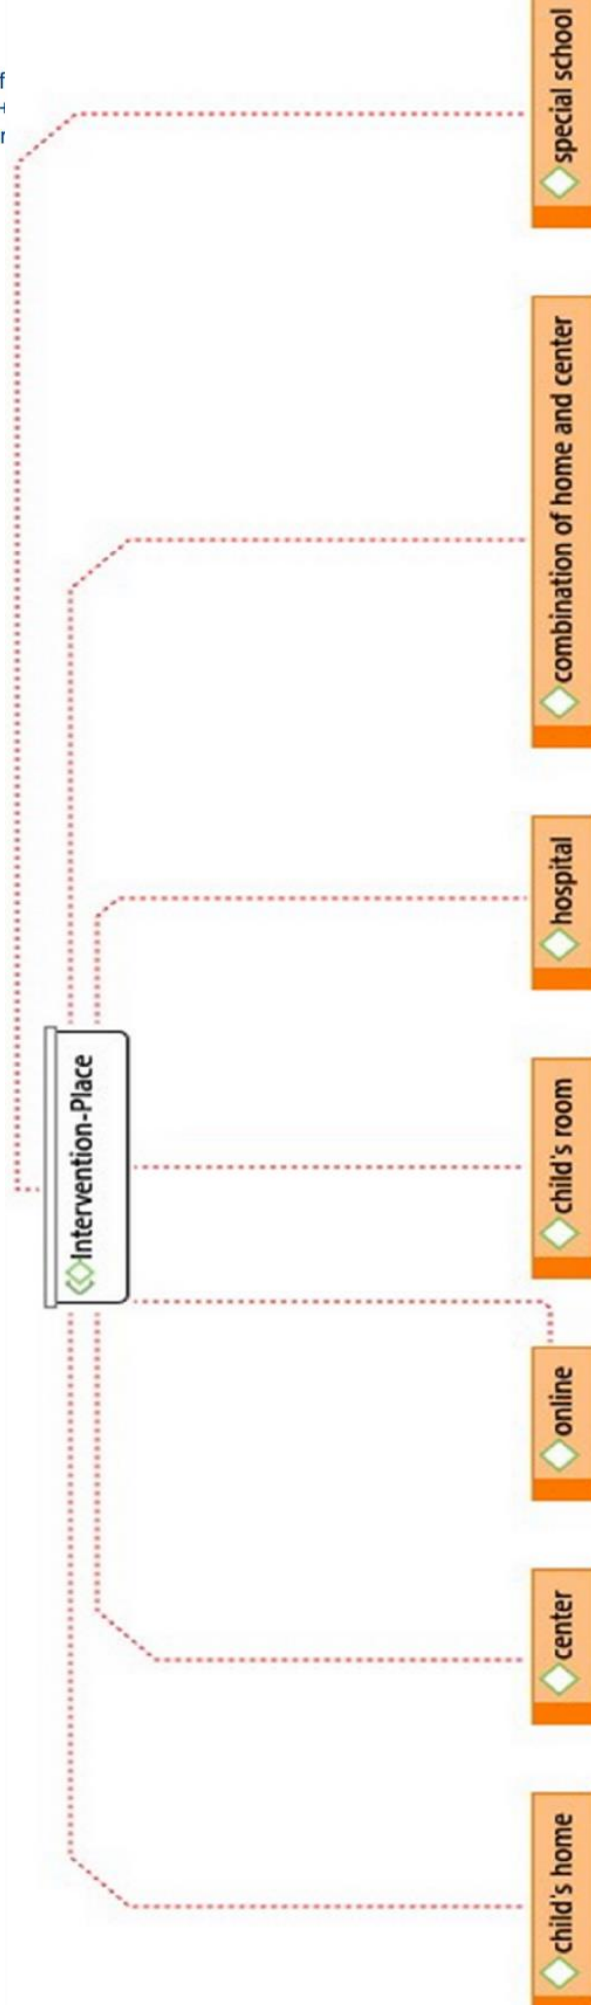 Intervention-Place
child's home
center
online
child's room
hospital
combination of home and center
special school